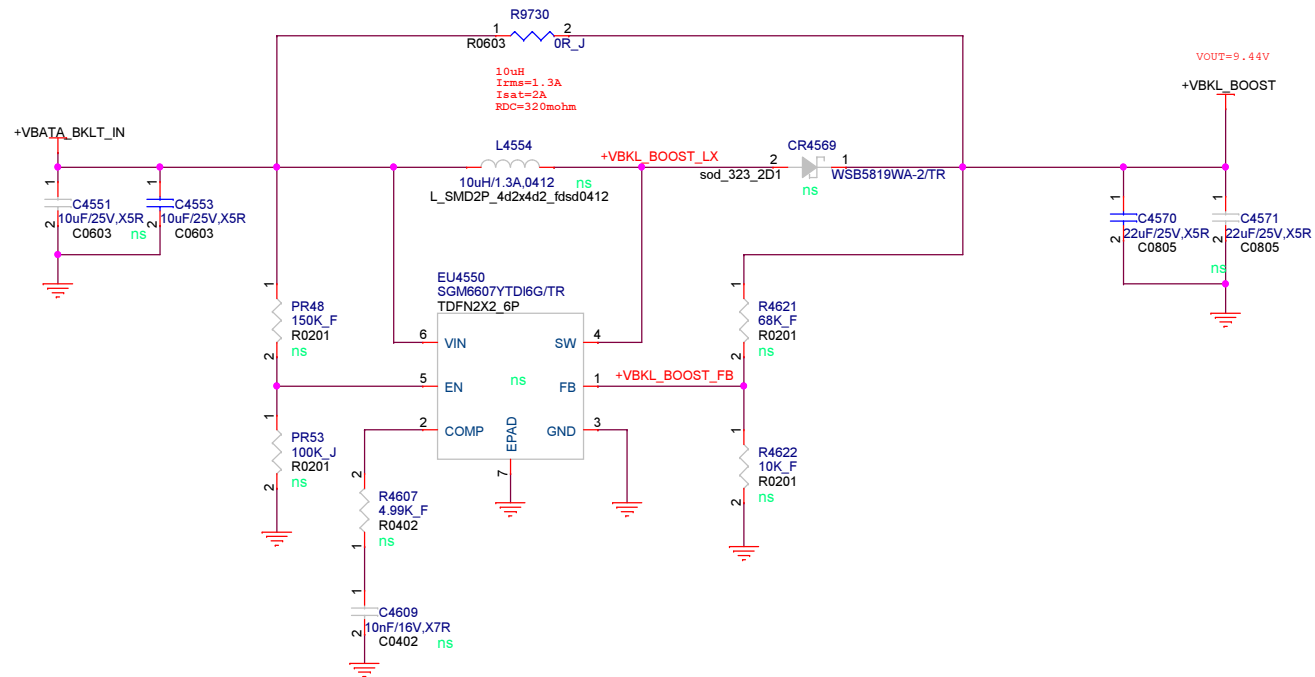 R9730
1
2
R0603
0R_J
10uH
Irms=1.3A
Isat=2A
RDC=320mohm
VOUT=9.44V
+VBKL_BOOST
+VBATA_BKLT_IN
L4554
+VBKL_BOOST_LX
10uH/1.3A,0412
ns
L_SMD2P_4d2x4d2_fdsd0412
CR4569
2
1
sod_323_2D1
WSB5819WA-2/TR
ns
1
C4551
10uF/25V,X5R
2
C0603
ns
1
C4553
10uF/25V,X5R
2
C0603
1
C4570
22uF/25V,X5R
2
C0805
1
C4571
22uF/25V,X5R
2
C0805
ns
EU4550
SGM6607YTDI6G/TR
TDFN2X2_6P
6
VIN
SW
4
5
EN
ns
FB
1
+VBKL_BOOST_FB
2
COMP
EPAD
GND
3
7
1
PR48
150K_F
R0201
2
ns
1
PR53
100K_J
R0201
2
ns
1
R4621
68K_F
R0201
2
ns
1
R4622
10K_F
R0201
2
ns
2
R4607
4.99K_F
R0402
1
ns
1
C4609
10nF/16V,X7R
2
C0402
ns